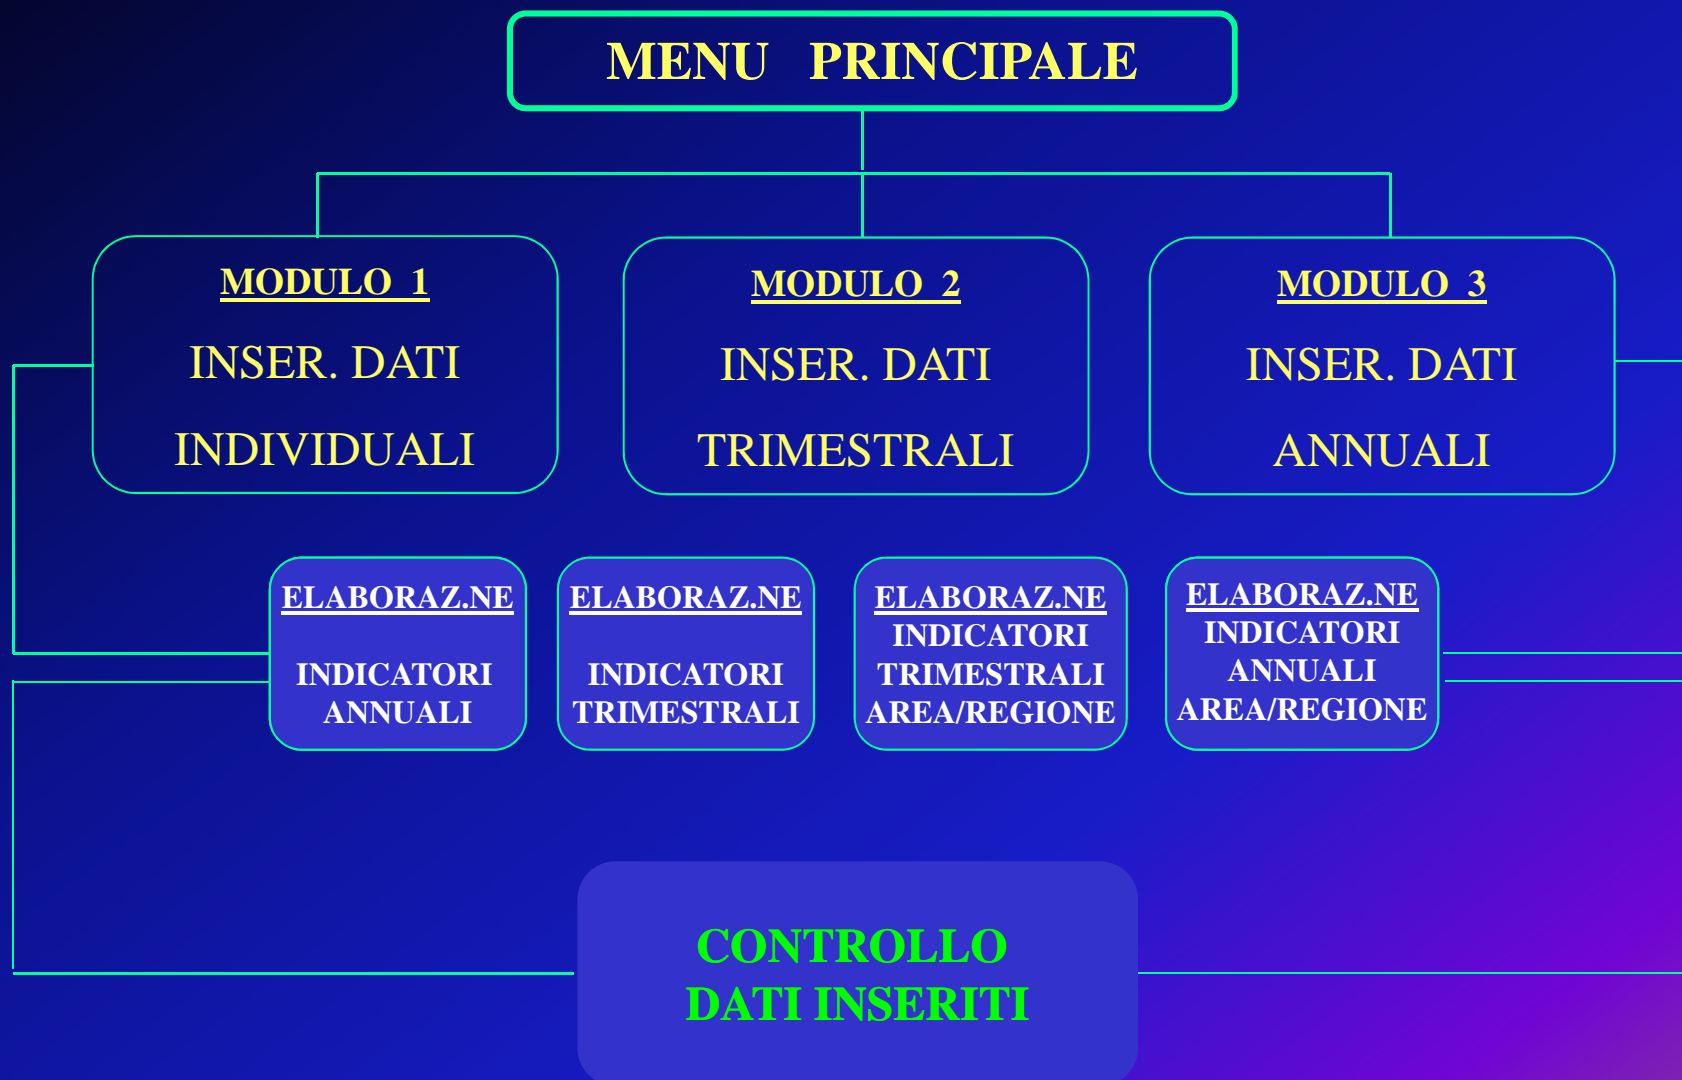 MENU PRINCIPALE
MODULO 1
INSER. DATI
INDIVIDUALI
MODULO 2
INSER. DATI
TRIMESTRALI
MODULO 3
INSER. DATI
ANNUALI
ELABORAZ.NE
INDICATORI
ANNUALI
ELABORAZ.NE
INDICATORI
TRIMESTRALI
ELABORAZ.NE
INDICATORI
TRIMESTRALI
AREA/REGIONE
ELABORAZ.NE
INDICATORI
ANNUALI
AREA/REGIONE
CONTROLLO
DATI INSERITI